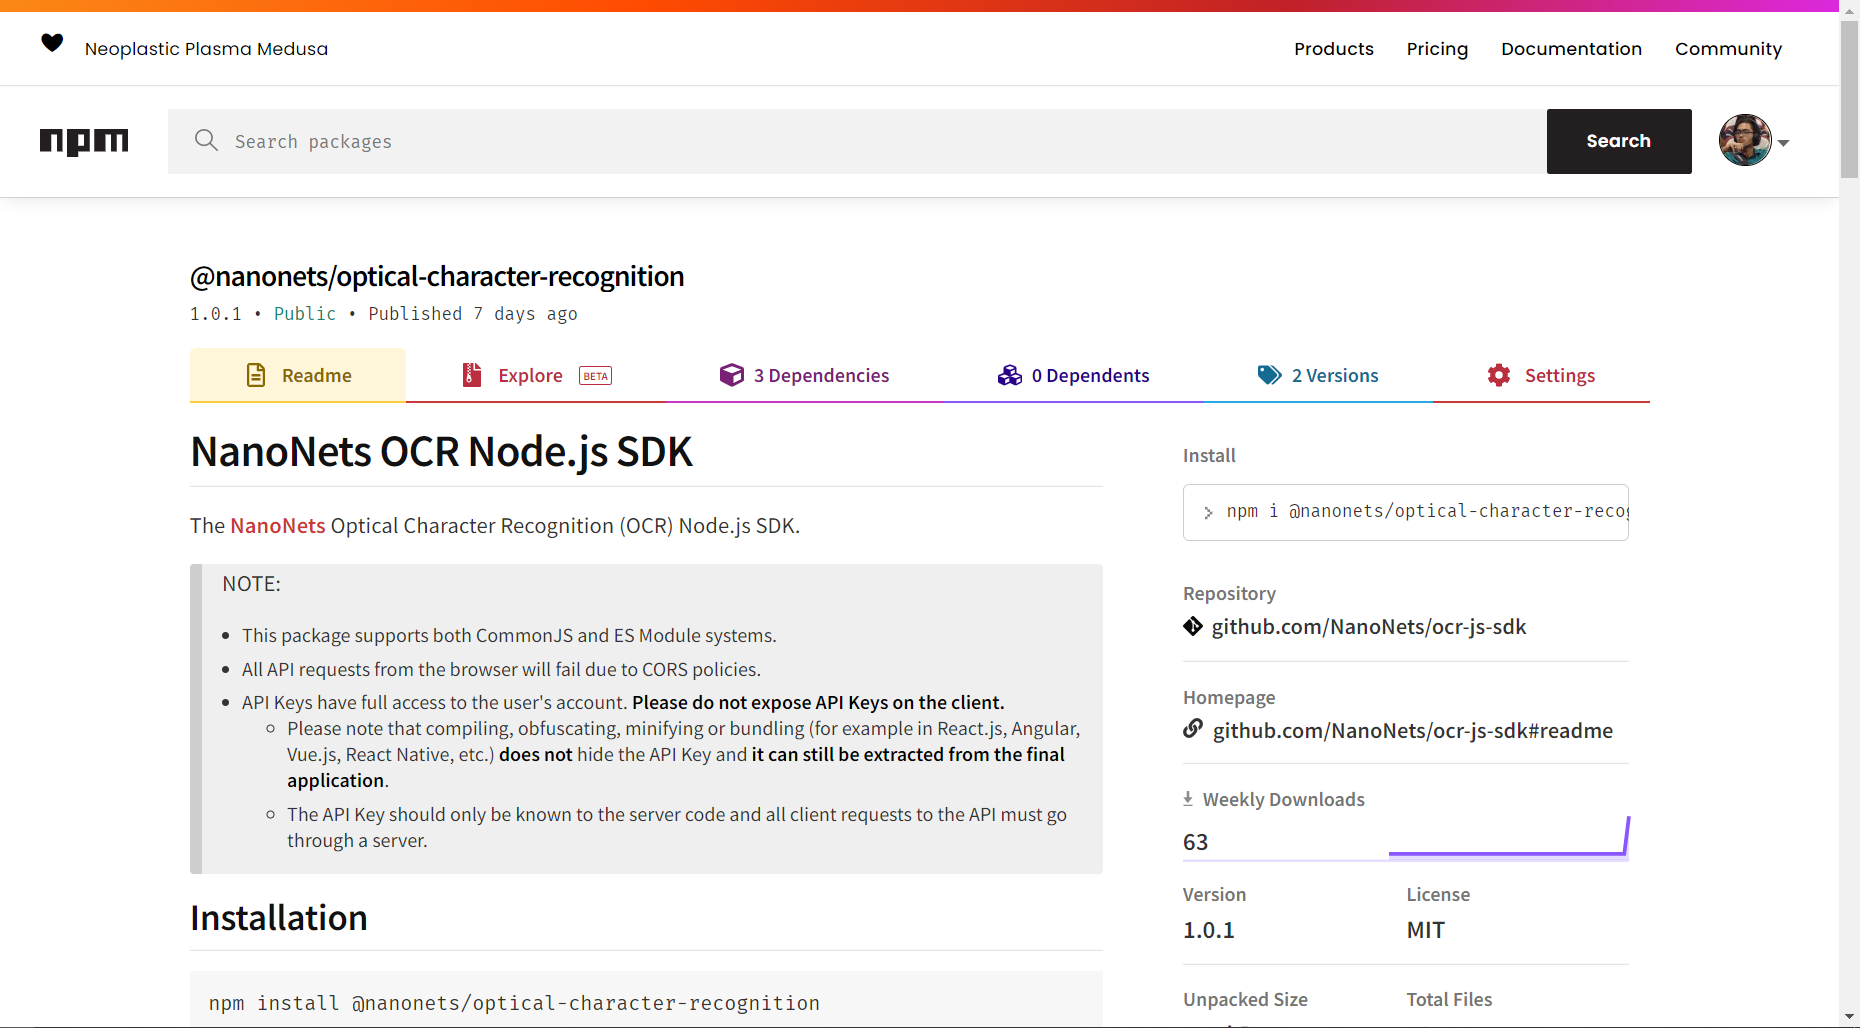 Neoplastic Plasma Medusa
Products Pricing Documentation Community
npm
Search packages
Search
@nanonets/optical-character-recognition
1.0.1 • Public • Published 7 days ago
Readme
Explore BETA
3 Dependencies
0 Dependents
2 Versions
Settings
NanoNets OCR Node.js SDK
The NanoNets Optical Character Recognition (OCR) Node.js SDK.
NOTE:
• This package supports both CommonJS and ES Module systems.
• All API requests from the browser will fail due to CORS policies.
• API Keys have full access to the user's account. Please do not expose API Keys on the client.
◦ Please note that compiling, obfuscating, minifying or bundling (for example in React.js, Angular,
Vue.js, React Native, etc.) does not hide the API Key and it can still be extracted from the final
application.
◦ The API Key should only be known to the server code and all client requests to the API must go
through a server.
Installation
npm install @nanonets/optical-character-recognition
Install
> npm i @nanonets/optical-character-recog
Repository
github.com/NanoNets/ocr-js-sdk
Homepage
github.com/NanoNets/ocr-js-sdk#readme
Weekly Downloads
63
Version
1.0.1
License
MIT
Unpacked Size
Total Files